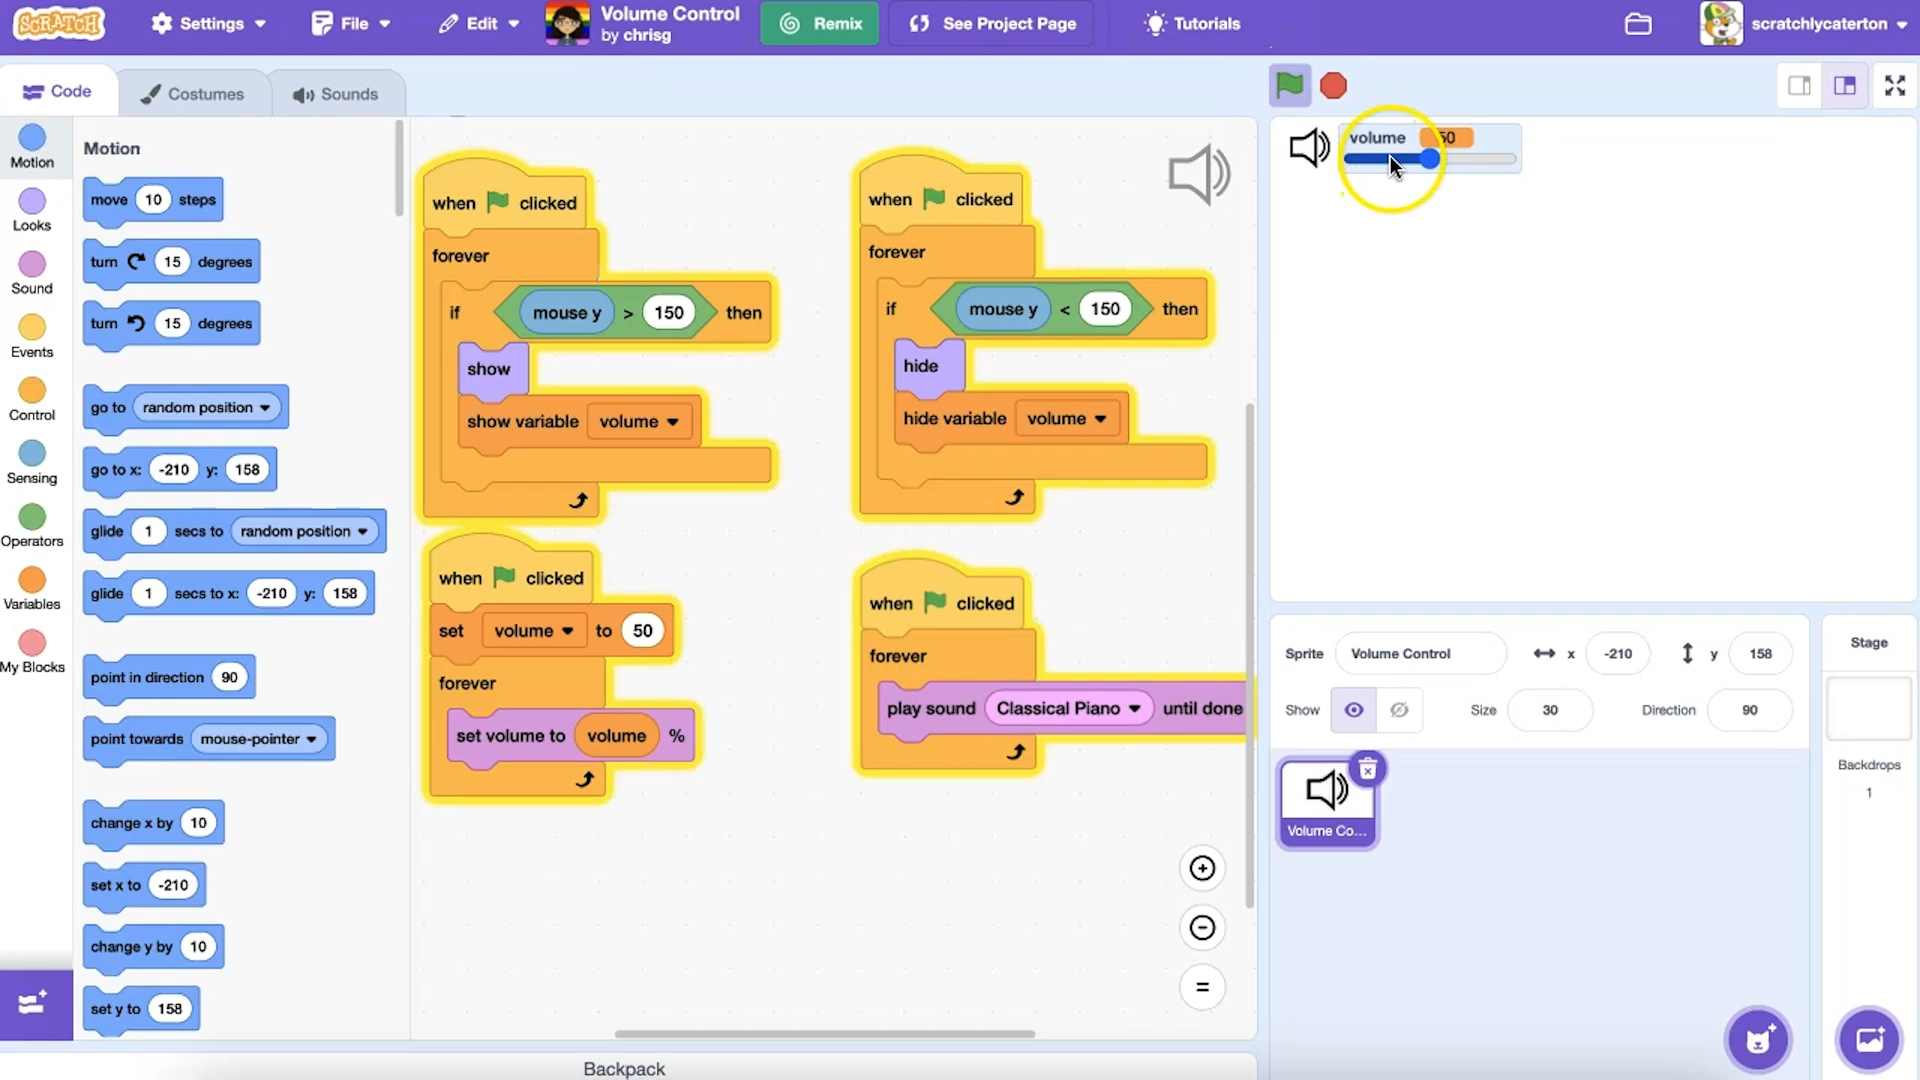 SCRATCH
Settings
File
Edit
Volume Control
by chrisg
Remix
See Project Page
Tutorials
scratchlycaterton
Code
Costumes
Sounds
Motion
Looks
Sound
Events
Control
Sensing
Operators
Variables
My Blocks
Motion
move 10 steps
turn 15 degrees
turn 15 degrees
go to random position
go to x: -210 y: 158
glide 1 secs to random position
glide 1 secs to x: -210 y: 158
point in direction 90
point towards mouse-pointer
change x by 10
set x to -210
change y by 10
set y to 158
when clicked
forever
if mouse y > 150 then
show
show variable volume
when clicked
forever
if mouse y < 150 then
hide
hide variable volume
when clicked
set volume to 50
forever
set volume to volume %
when clicked
forever
play sound Classical Piano until done
Backpack
volume 50
Sprite Volume Control x -210 y 158
Show Size 30 Direction 90
Volume Co...
Stage
Backdrops
1